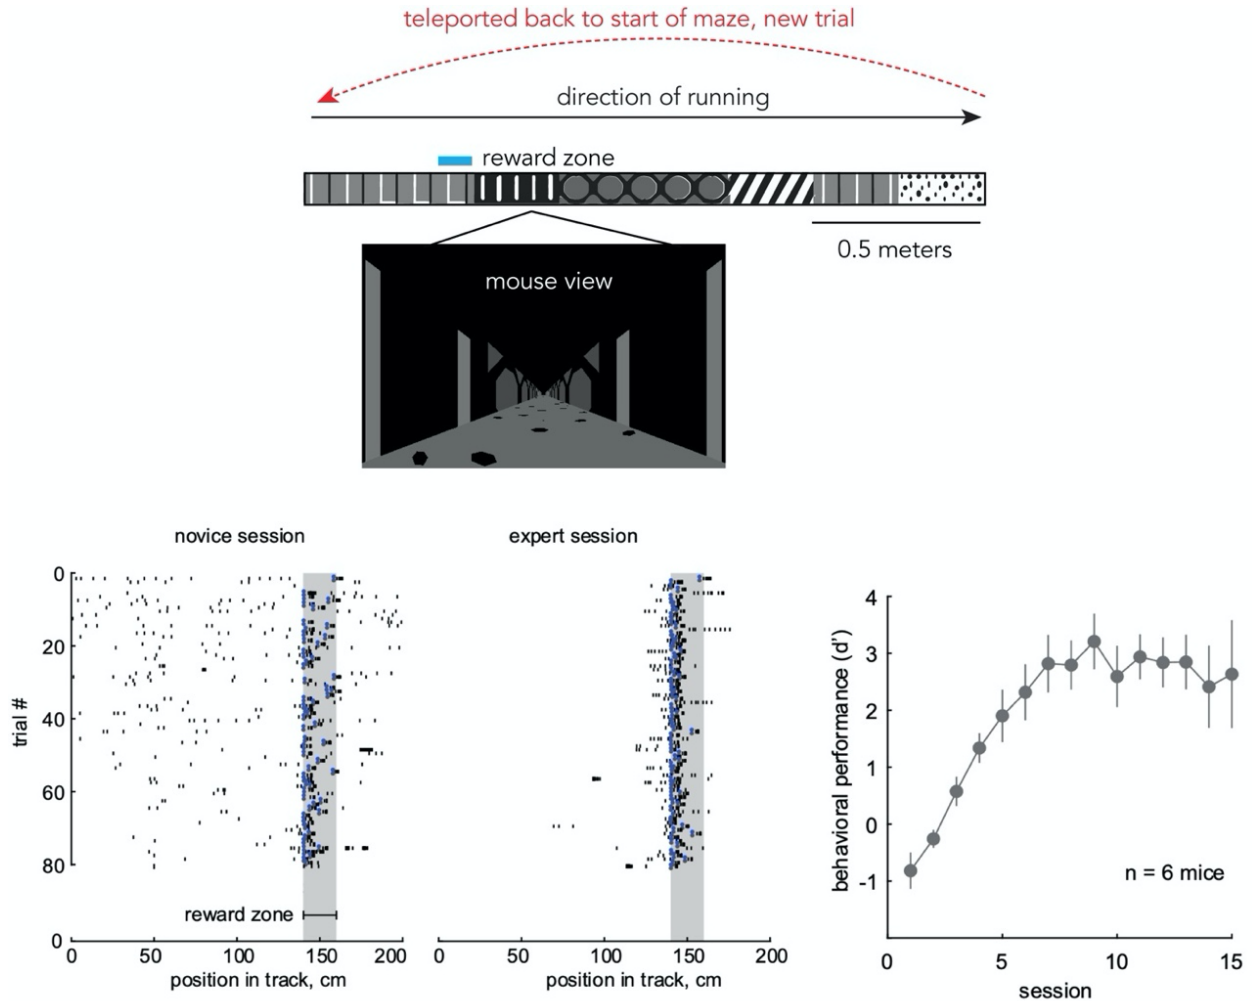 teleported back to start of maze, new trial
direction of running
reward zone
0.5 meters
mouse view
novice session
expert session
trial #
0
20
40
60
80
0
reward zone
0 50 100 150 200
position in track, cm
0 50 100 150 200
position in track, cm
behavioral performance (d')
4
3
2
1
0
-1
n = 6 mice
0 5 10 15
session